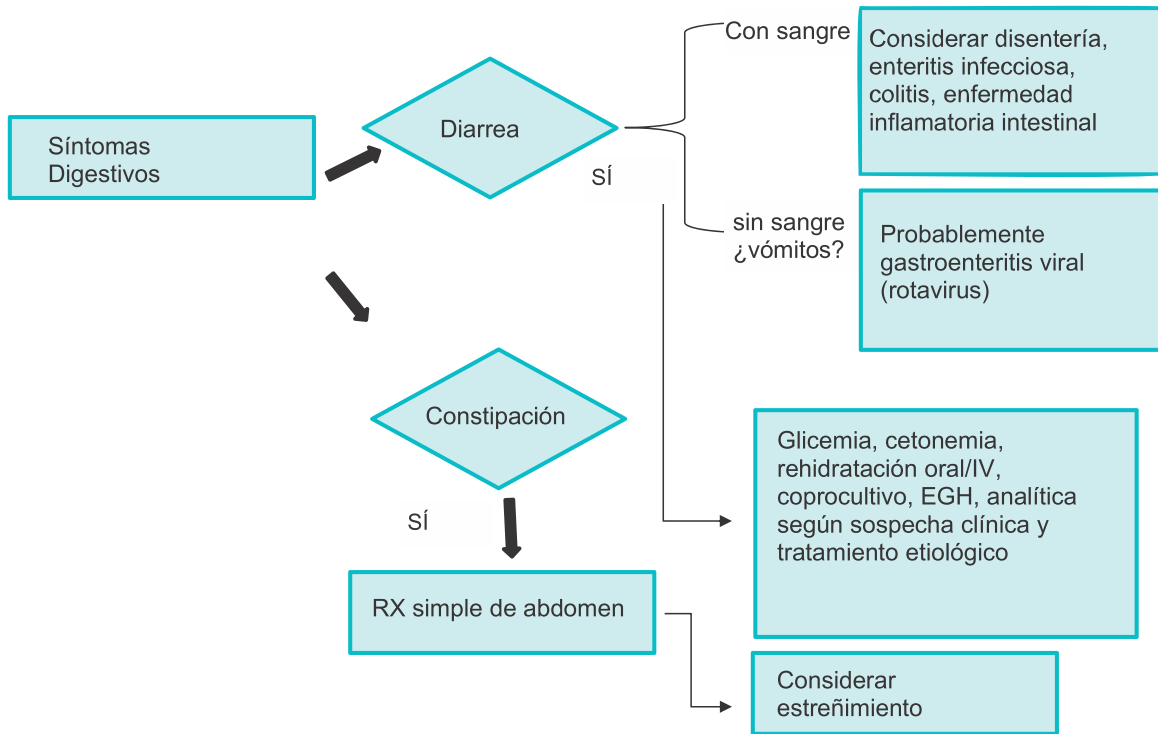 Síntomas
Digestivos
Diarrea
SÍ
Con sangre
Considerar disentería,
enteritis infecciosa,
colitis, enfermedad
inflamatoria intestinal
sin sangre
¿vómitos?
Probablemente
gastroenteritis viral
(rotavirus)
Glicemia, cetonemia,
rehidratación oral/IV,
coprocultivo, EGH, analítica
según sospecha clínica y
tratamiento etiológico
Constipación
SÍ
RX simple de abdomen
Considerar
estreñimiento